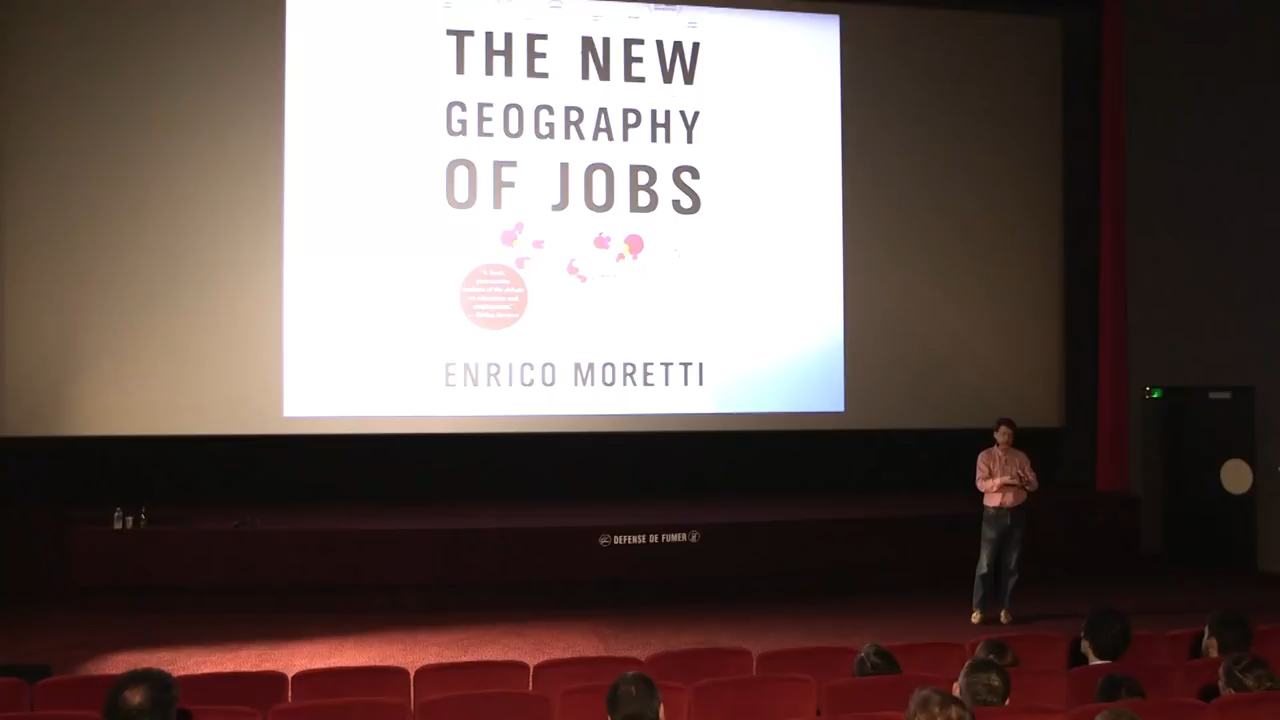 THE NEW
GEOGRAPHY
OF JOBS
ENRICO MORETTI
DEFENSE DE FUMER